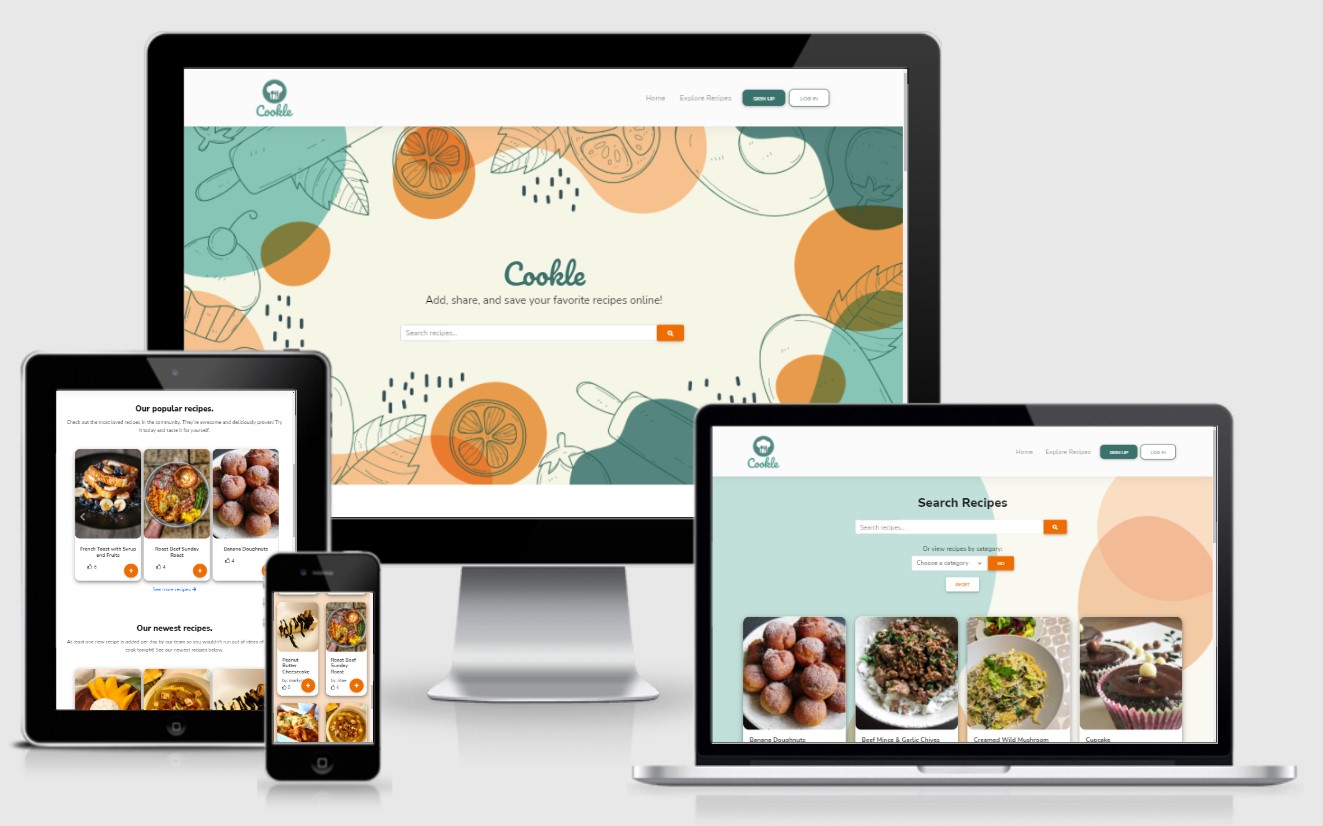 Cookle
Home
Explore Recipes
SIGN UP
LOG IN
Cookle
Add, share, and save your favorite recipes online!
Search recipes...
Our popular recipes.
Check out the most loved recipes in the community. They're awesome and deliciously proven! Try
it today and taste it for yourself.
French Toast with Syrup
and Fruits
6
Roast Beef Sunday
Roast
4
Banana Doughnuts
4
See more recipes
Our newest recipes.
At least one new recipe is added per day by our team so you wouldn't run out of ideas of
cook tonight! See our newest recipes below.
Peanut
Butter
Cheesecake
0
Roast Beef
Sunday
Roast
4
Cookle
Home
Explore Recipes
SIGN UP
LOG IN
Search Recipes
Search recipes...
Or view recipes by category:
Choose a category
GO!
RESET
Banana Doughnuts
Beef Mince & Garlic Chives
Creamed Wild Mushroom
Cupcake